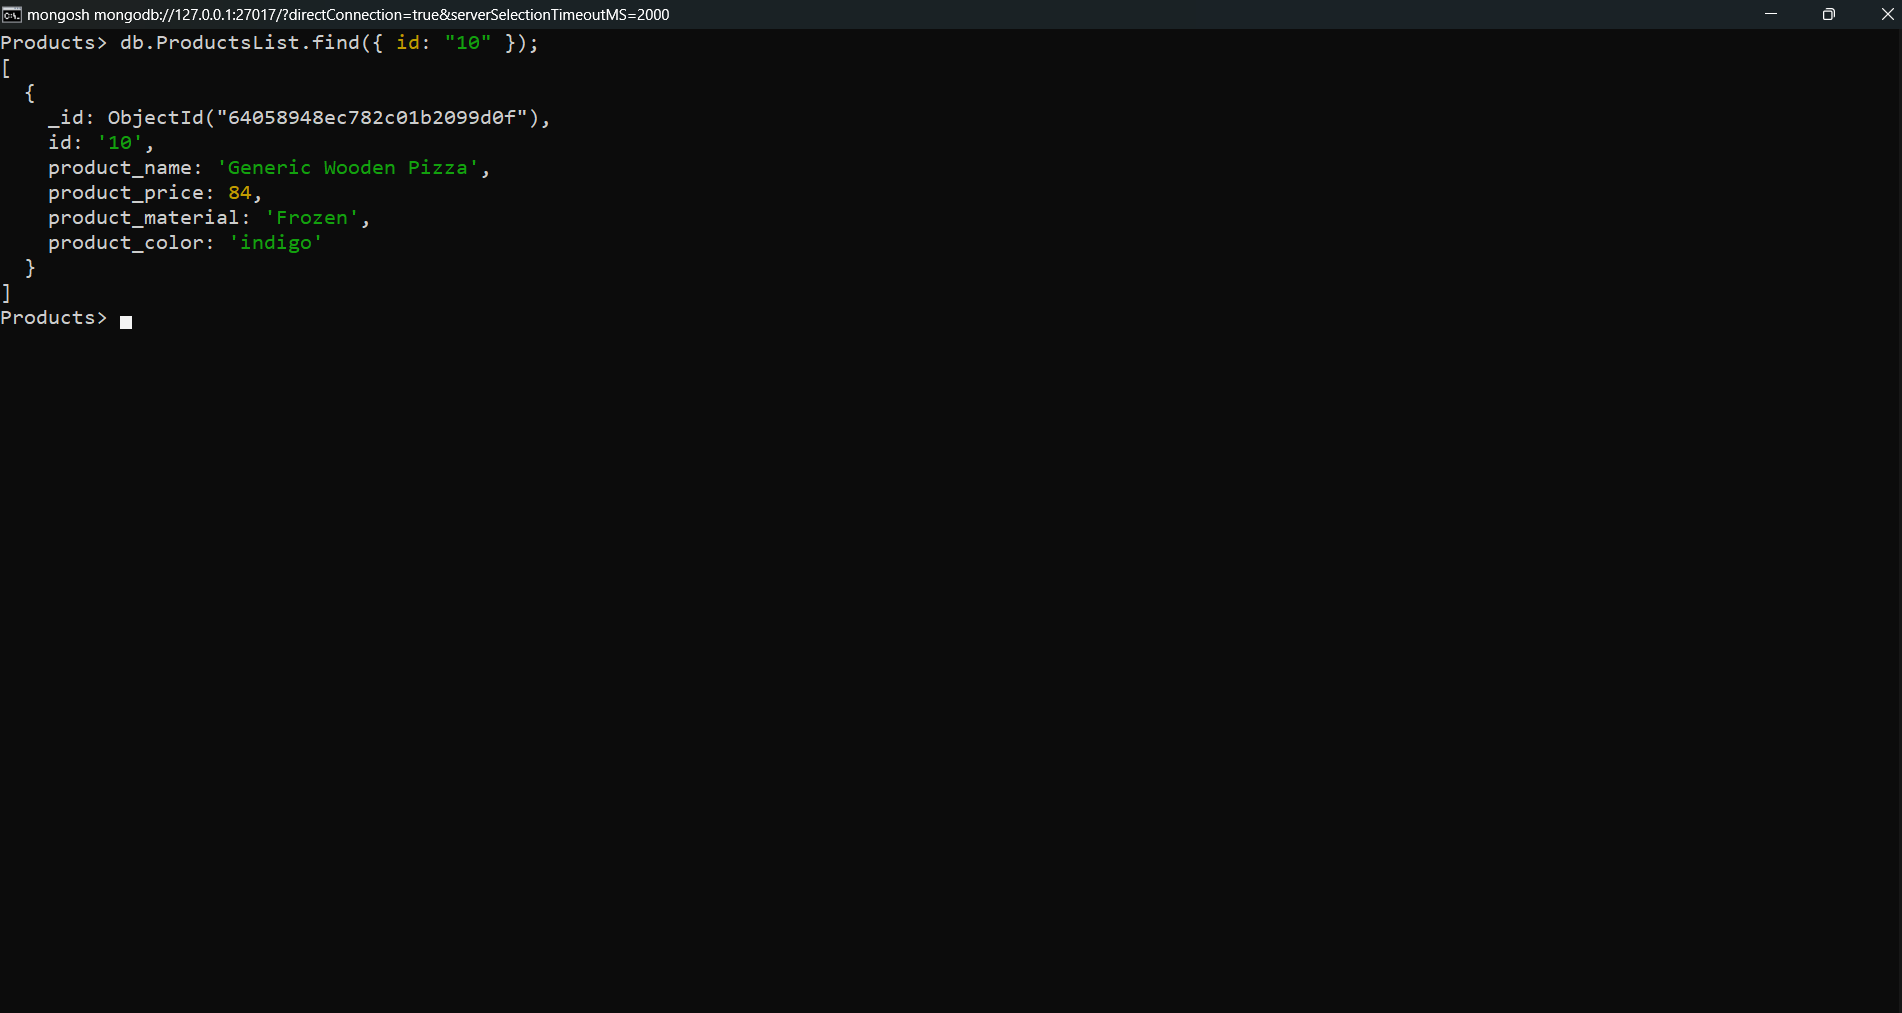 mongosh mongodb://127.0.0.1:27017/?directConnection=true&serverSelectionTimeoutMS=2000
Products> db.ProductsList.find({ id: "10" });
[
  {
    _id: ObjectId("64058948ec782c01b2099d0f"),
    id: '10',
    product_name: 'Generic Wooden Pizza',
    product_price: 84,
    product_material: 'Frozen',
    product_color: 'indigo'
  }
]
Products>